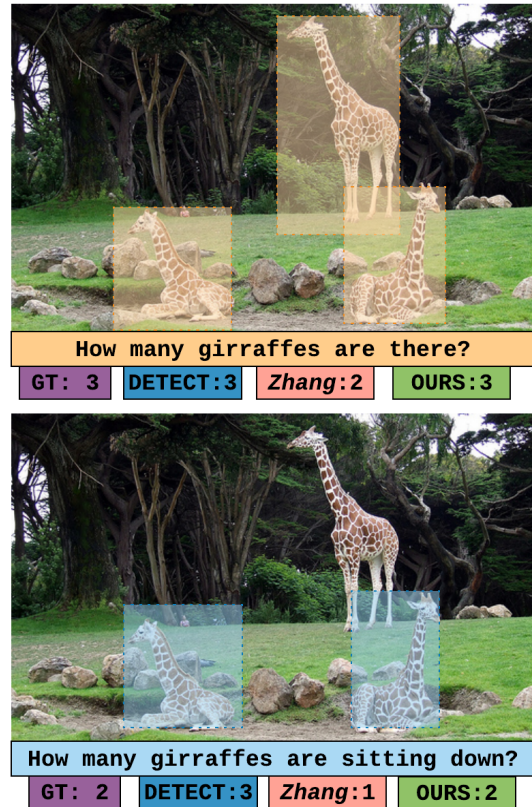 How many girraffes are there?
GT: 3 DETECT:3 Zhang:2 OURS:3
How many girraffes are sitting down?
GT: 2 DETECT:3 Zhang:1 OURS:2